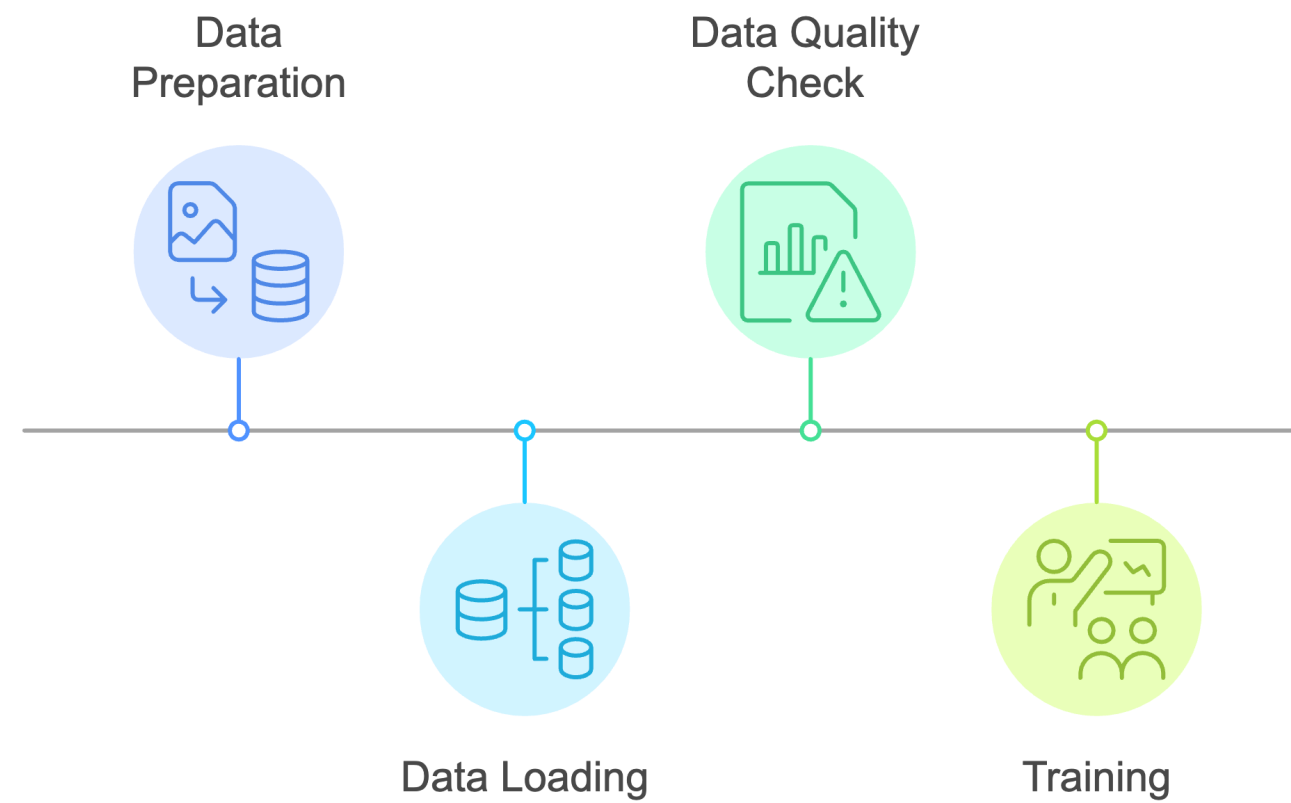 Data
Preparation
Data Quality
Check
Data Loading
Training